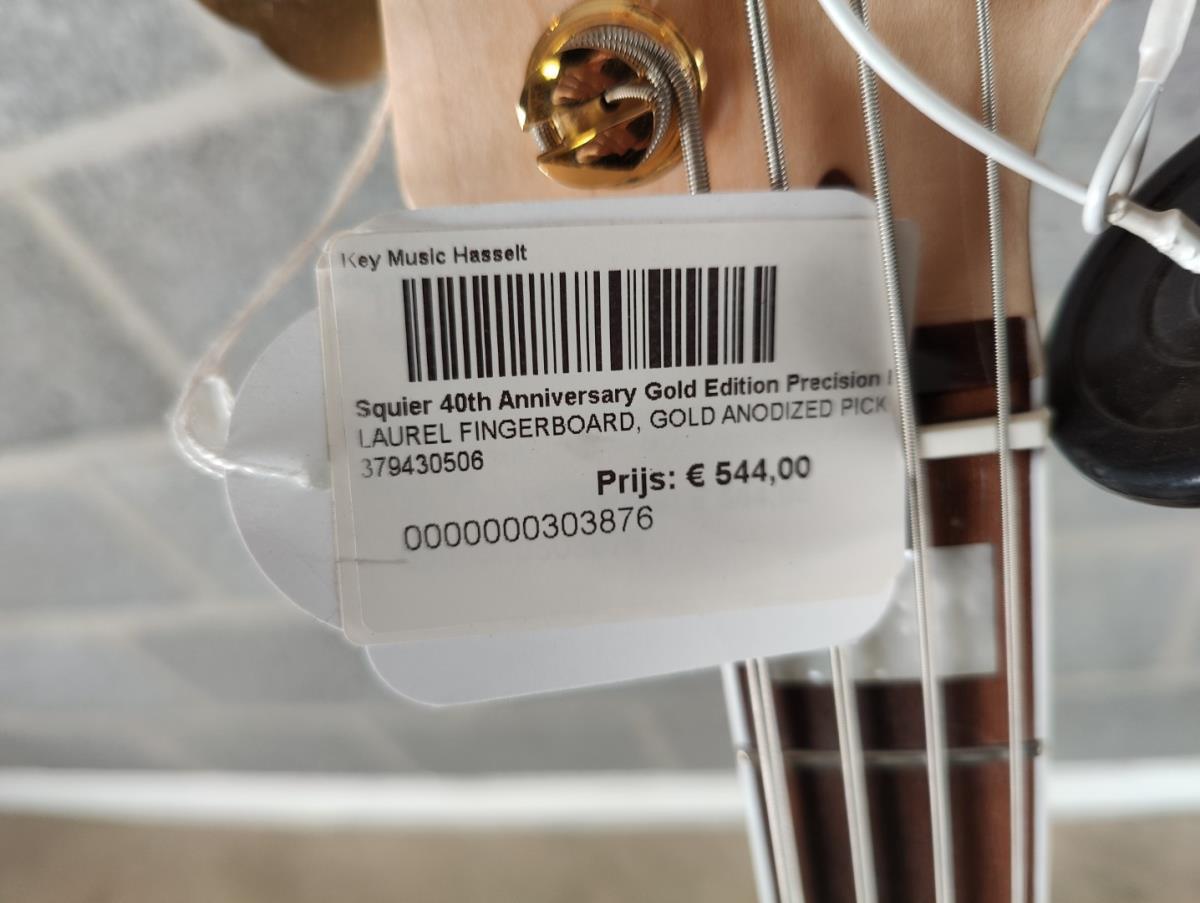 Key Music Hasselt
Squier 40th Anniversary Gold Edition Precision
LAUREL FINGERBOARD, GOLD ANODIZED PICK
379430506
Prijs: € 544,00
0000000303876